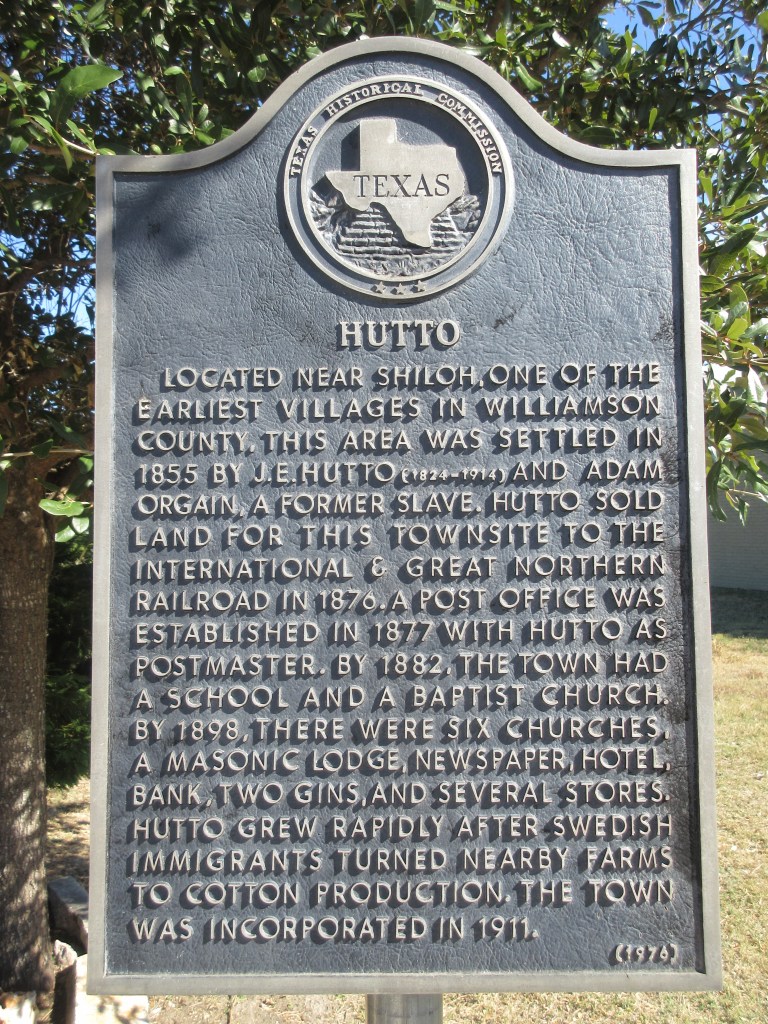 TEXAS HISTORICAL COMMISSION
TEXAS
HUTTO
LOCATED NEAR SHILOH, ONE OF THE
EARLIEST VILLAGES IN WILLIAMSON
COUNTY, THIS AREA WAS SETTLED IN
1855 BY J.E. HUTTO (1824-1914) AND ADAM
ORGAIN, A FORMER SLAVE. HUTTO SOLD
LAND FOR THIS TOWNSITE TO THE
INTERNATIONAL & GREAT NORTHERN
RAILROAD IN 1876. A POST OFFICE WAS
ESTABLISHED IN 1877 WITH HUTTO AS
POSTMASTER. BY 1882, THE TOWN HAD
A SCHOOL AND A BAPTIST CHURCH.
BY 1898, THERE WERE SIX CHURCHES,
A MASONIC LODGE, NEWSPAPER, HOTEL,
BANK, TWO GINS, AND SEVERAL STORES.
HUTTO GREW RAPIDLY AFTER SWEDISH
IMMIGRANTS TURNED NEARBY FARMS
TO COTTON PRODUCTION. THE TOWN
WAS INCORPORATED IN 1911.
(1976)